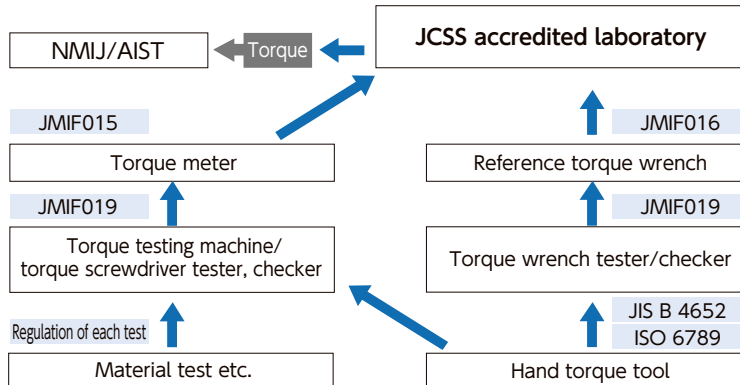 NMIJ/AIST
Torque
JCSS accredited laboratory
JMIF015
JMIF016
Torque meter
Reference torque wrench
JMIF019
JMIF019
Torque testing machine/
torque screwdriver tester, checker
Torque wrench tester/checker
Regulation of each test
JIS B 4652
ISO 6789
Material test etc.
Hand torque tool